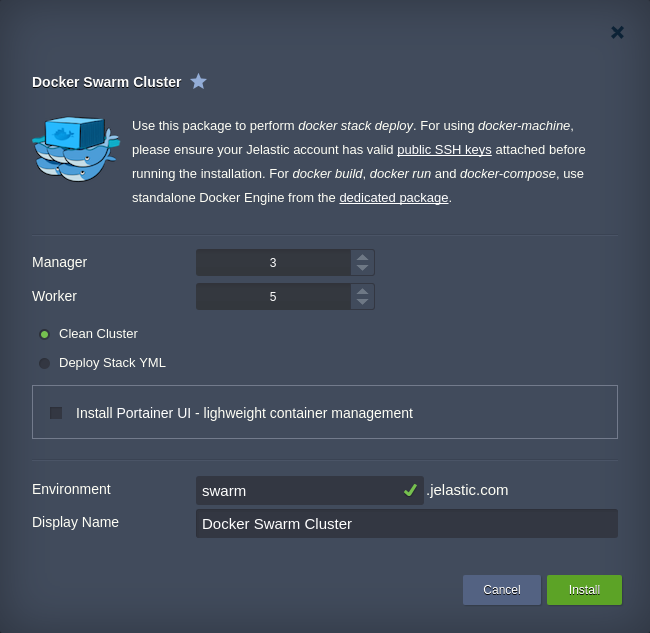 Docker Swarm Cluster
Use this package to perform docker stack deploy. For using docker-machine,
please ensure your Jelastic account has valid public SSH keys attached before
running the installation. For docker build, docker run and docker-compose, use
standalone Docker Engine from the dedicated package.
Manager 3
Worker 5
Clean Cluster
Deploy Stack YML
Install Portainer UI - lighweight container management
Environment swarm .jelastic.com
Display Name Docker Swarm Cluster
Cancel Install